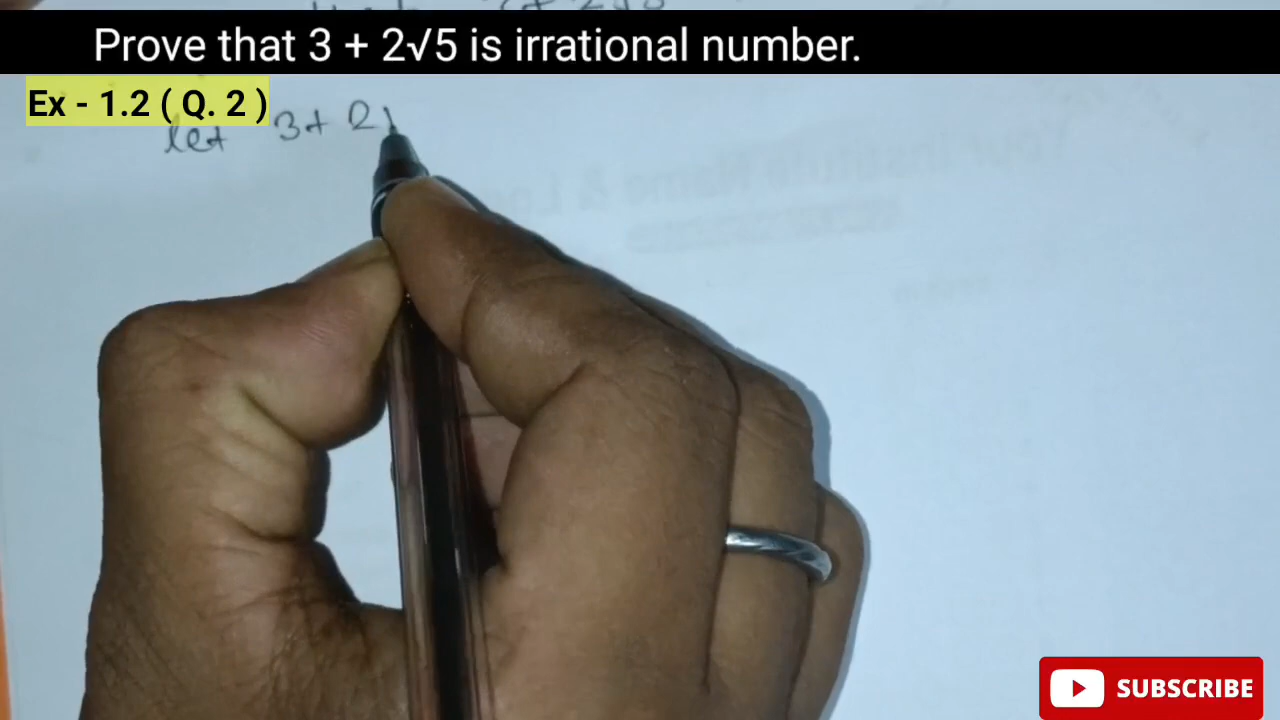 Prove that 3 + 2√5 is irrational number.
Ex - 1.2 ( Q. 2 )
let 3+ 2
SUBSCRIBE